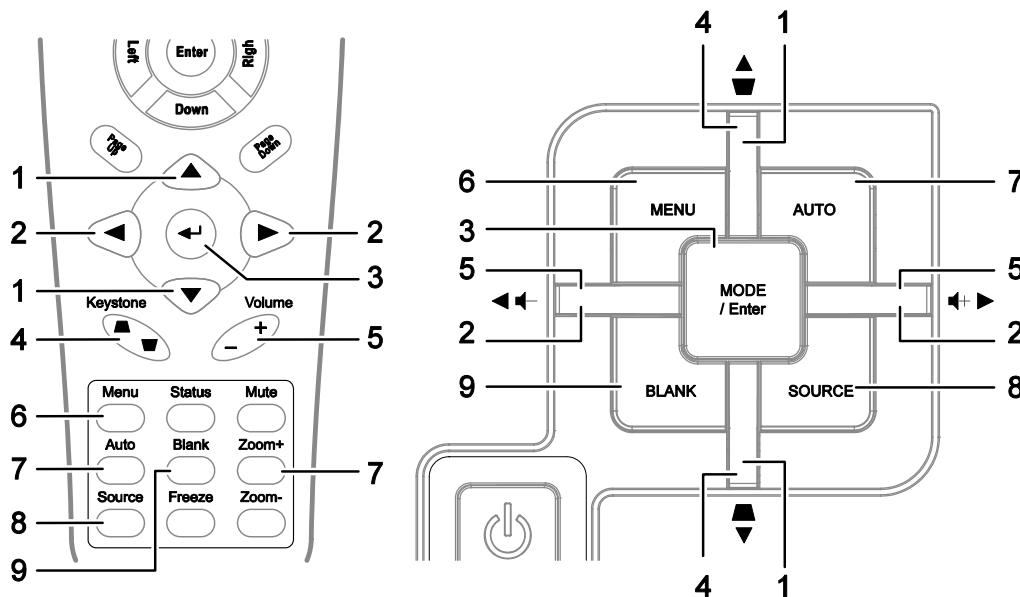 Left
Enter
Righ
Down
Page
Up
Page
Down
1
2
2
3
1
Keystone
Volume
4
+
−
5
Menu
Status
Mute
6
Auto
Blank
Zoom+
7
7
Source
Freeze
Zoom-
8
9
4
1
6
7
MENU
AUTO
3
5
5
MODE
/ Enter
2
2
9
BLANK
SOURCE
8
4
1